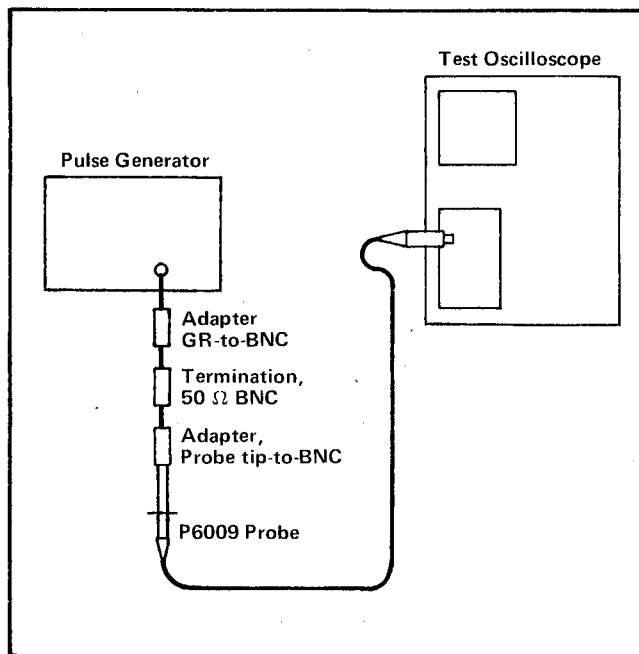 Test Oscilloscope
Pulse Generator
Adapter
GR-to-BNC
Termination,
50 Ω BNC
Adapter,
Probe tip-to-BNC
P6009 Probe